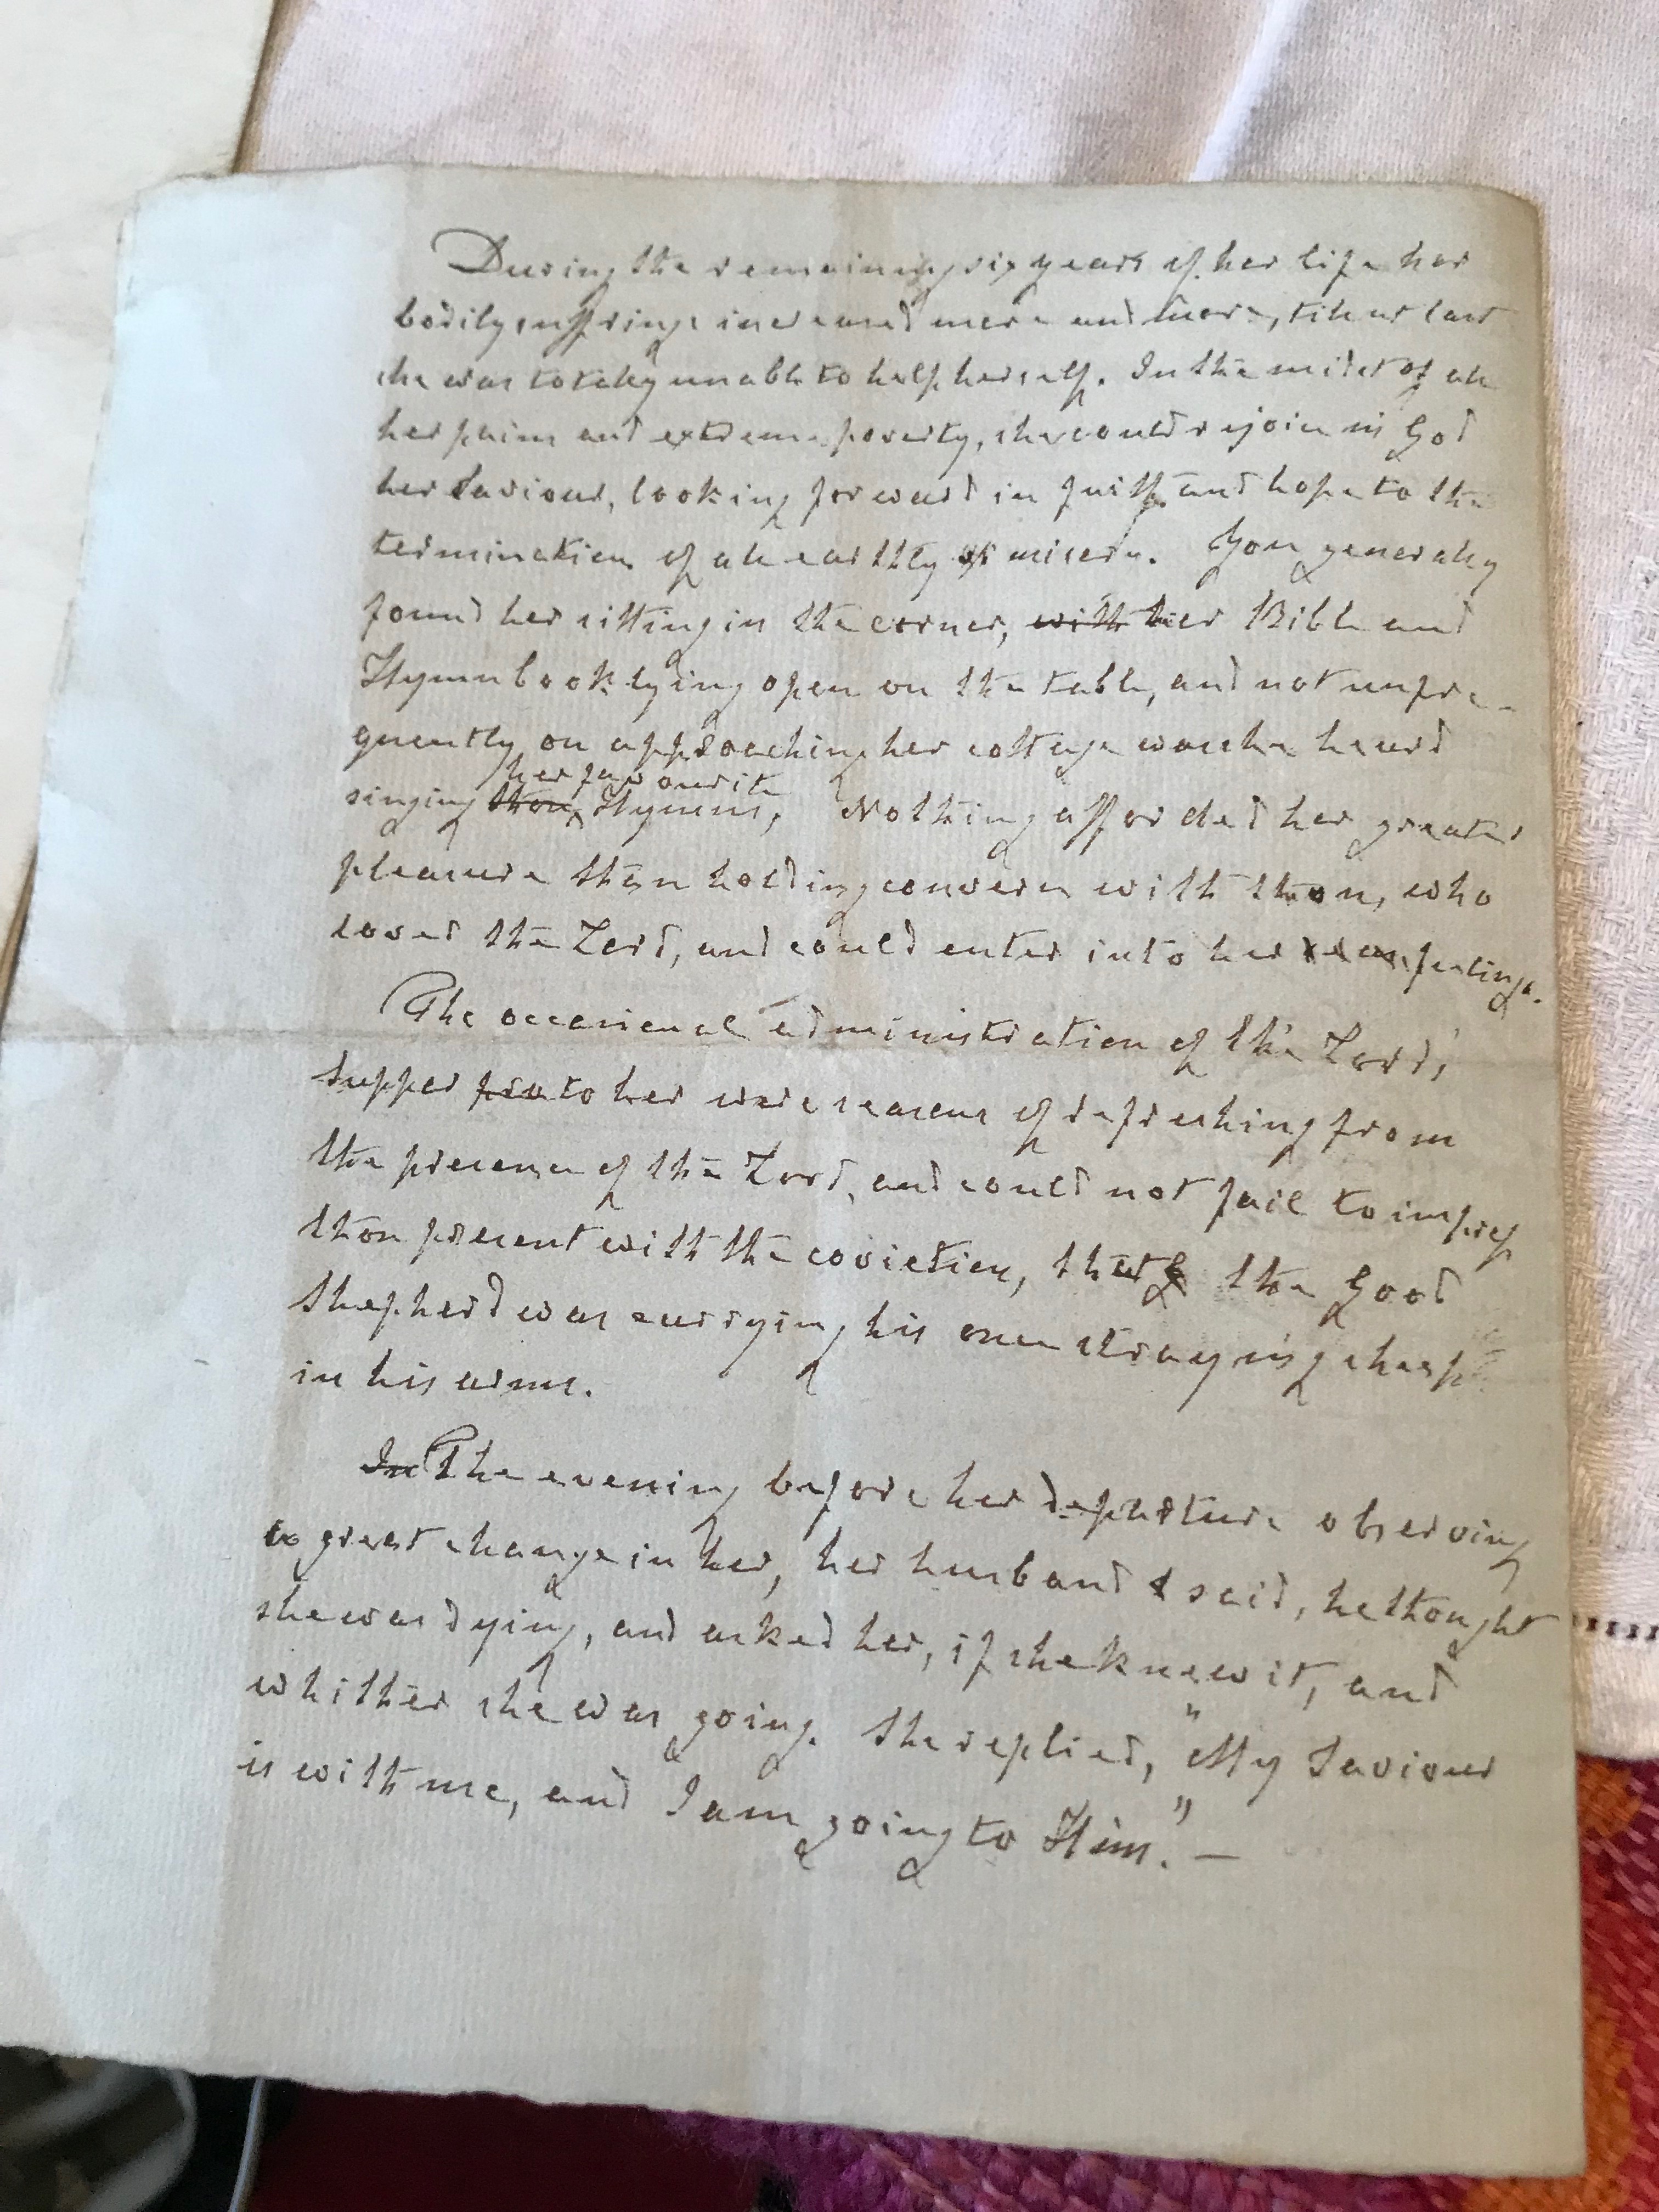 During the remaining six years of her life her
bodily suffrings increased more and more, till at last
she was totally unable to help herself. In the midst of all
her pains and extreme poverty, she could rejoice in God
her Saviour, looking forward in faith and hope to the
termination of all earthly misery. You generally
found her sitting in the corner, with her Bible and
Hymnbook lying open on the table, and not unfre-
quently on approaching her cottage was she heard
her favourite
singing those Hymns, Nothing afforded her greater
pleasure than holding converse with those, who
loved the Lord, and could enter into her feelings.
The occasional administration of the Lord's
Supper to her were seasons of refreshing from
the presence of the Lord, and could not fail to impress
those present with the coviction, that the Good
Shepherd was carrying his once straying sheep
in his arms.
In The evening before her departure observing
a great change in her, her husband said, he thought
she was dying, and asked her, if she knew it, and
whither she was going. She replied, "My Saviour
is with me, and I am going to Him." —